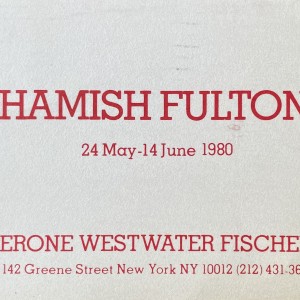 HAMISH FULTON
24 May-14 June 1980
ERONE WESTWATER FISCHE
142 Greene Street New York NY 10012 (212) 431-36